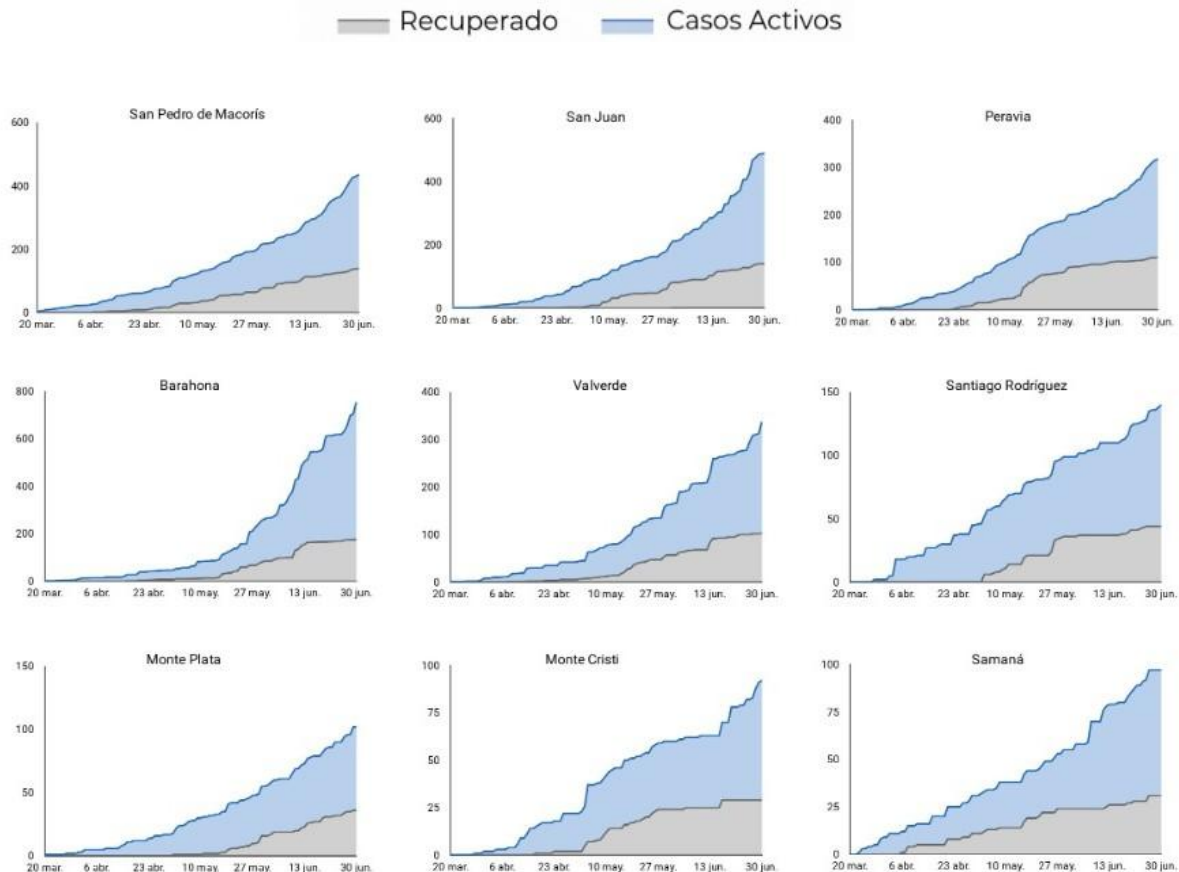 Recuperado Casos Activos
San Pedro de Macorís
600
400
200
0
20 mar. 6 abr. 23 abr. 10 may. 27 may. 13 jun. 30 jun.
San Juan
600
400
200
0
20 mar. 6 abr. 23 abr. 10 may. 27 may. 13 jun. 30 jun.
Peravia
400
300
200
100
0
20 mar. 6 abr. 23 abr. 10 may. 27 may. 13 jun. 30 jun.
Barahona
800
600
400
200
0
20 mar. 6 abr. 23 abr. 10 may. 27 may. 13 jun. 30 jun.
Valverde
400
300
200
100
0
20 mar. 6 abr. 23 abr. 10 may. 27 may. 13 jun. 30 jun.
Santiago Rodríguez
150
100
50
0
20 mar. 6 abr. 23 abr. 10 may. 27 may. 13 jun. 30 jun.
Monte Plata
150
100
50
0
20 mar. 6 abr. 23 abr. 10 may. 27 may. 13 jun. 30 jun.
Monte Cristi
100
75
50
25
0
20 mar. 6 abr. 23 abr. 10 may. 27 may. 13 jun. 30 jun.
Samaná
100
75
50
25
0
20 mar. 6 abr. 23 abr. 10 may. 27 may. 13 jun. 30 jun.